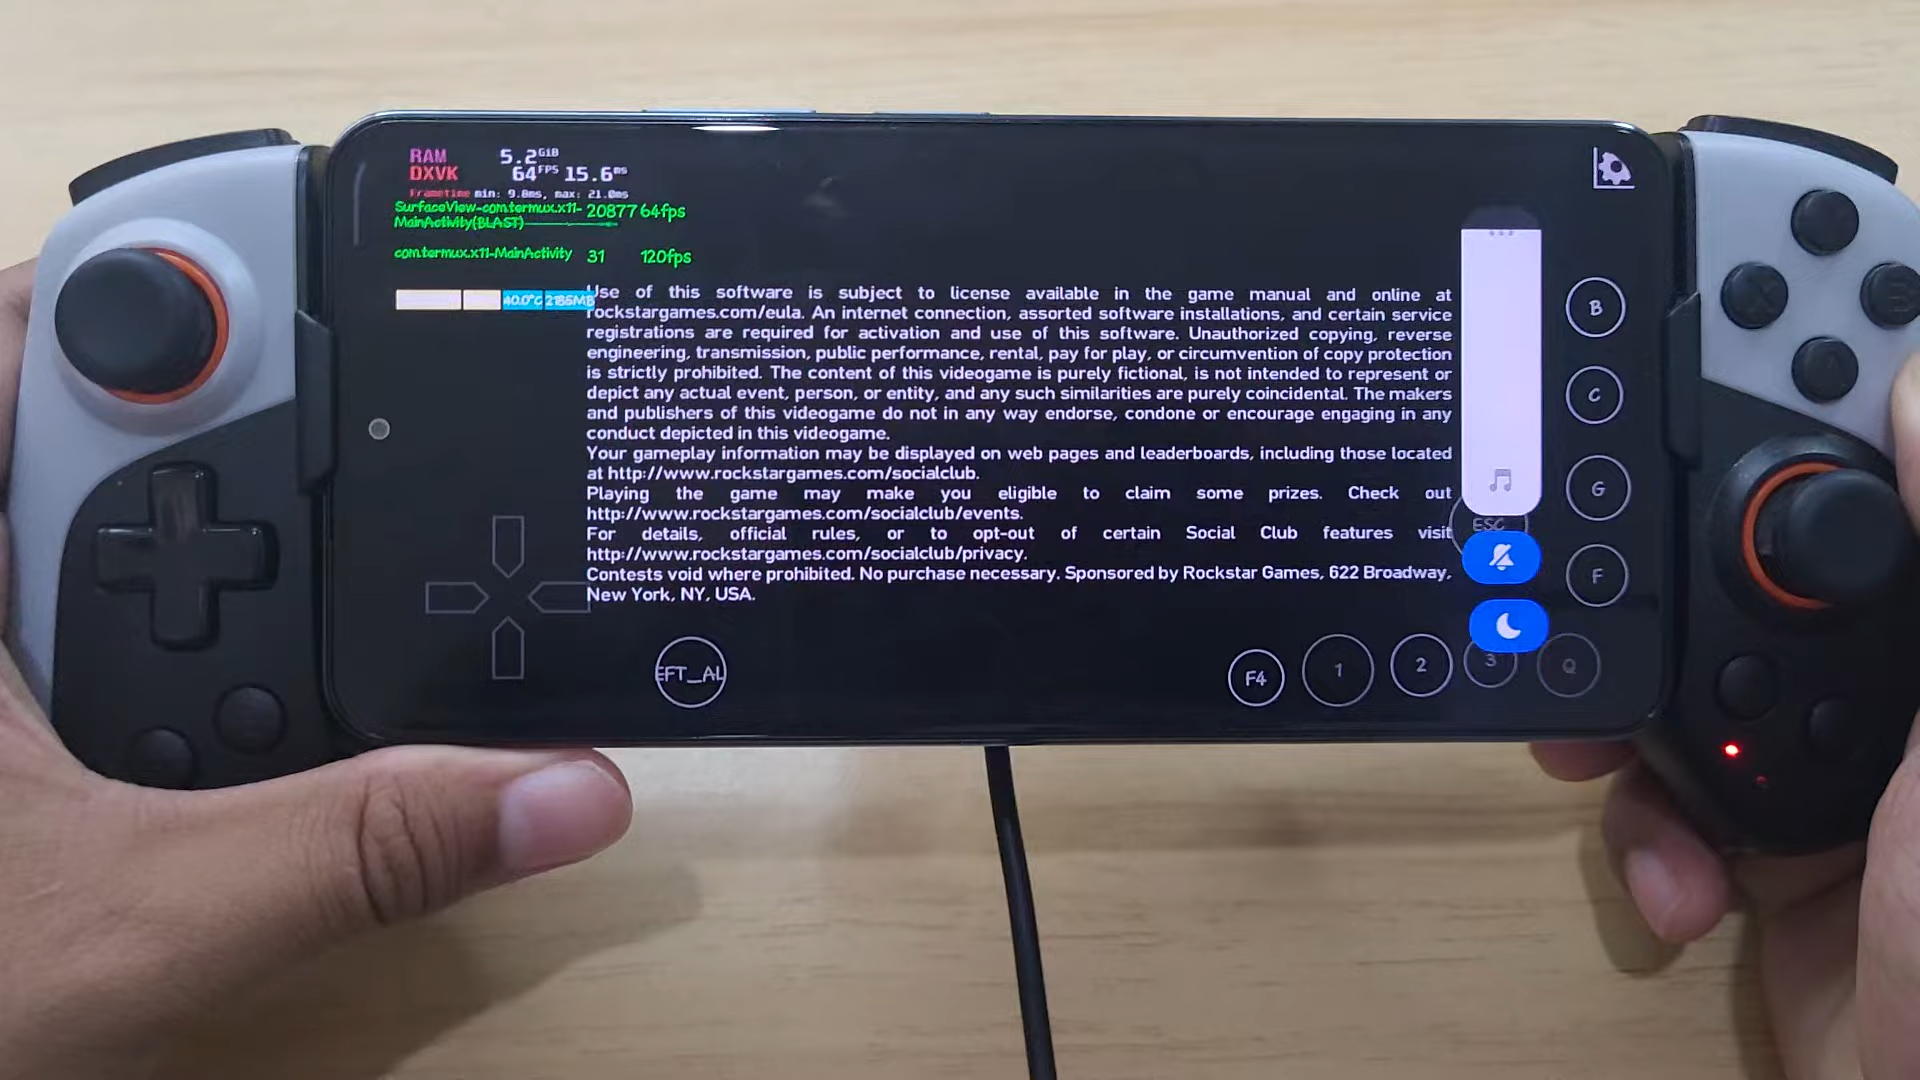 RAM 5.2GiB
DXVK 64FPS 15.6ms
Frametime min: 9.8ms, max: 21.0ms
SurfaceView-com.termux.x11- 20877 64fps
MainActivity(BLAST)
com.termux.x11-MainActivity 31 120fps
40.0°C 2185MB
Use of this software is subject to license available in the game manual and online at
rockstargames.com/eula. An internet connection, assorted software installations, and certain service
registrations are required for activation and use of this software. Unauthorized copying, reverse
engineering, transmission, public performance, rental, pay for play, or circumvention of copy protection
is strictly prohibited. The content of this videogame is purely fictional, is not intended to represent or
depict any actual event, person, or entity, and any such similarities are purely coincidental. The makers
and publishers of this videogame do not in any way endorse, condone or encourage engaging in any
conduct depicted in this videogame.
Your gameplay information may be displayed on web pages and leaderboards, including those located
at http://www.rockstargames.com/socialclub.
Playing the game may make you eligible to claim some prizes. Check out
http://www.rockstargames.com/socialclub/events.
For details, official rules, or to opt-out of certain Social Club features visit
http://www.rockstargames.com/socialclub/privacy.
Contests void where prohibited. No purchase necessary. Sponsored by Rockstar Games, 622 Broadway,
New York, NY, USA.
ESC
B
C
G
F
EFT_AL
F4
1
2
3
Q
X
B
A